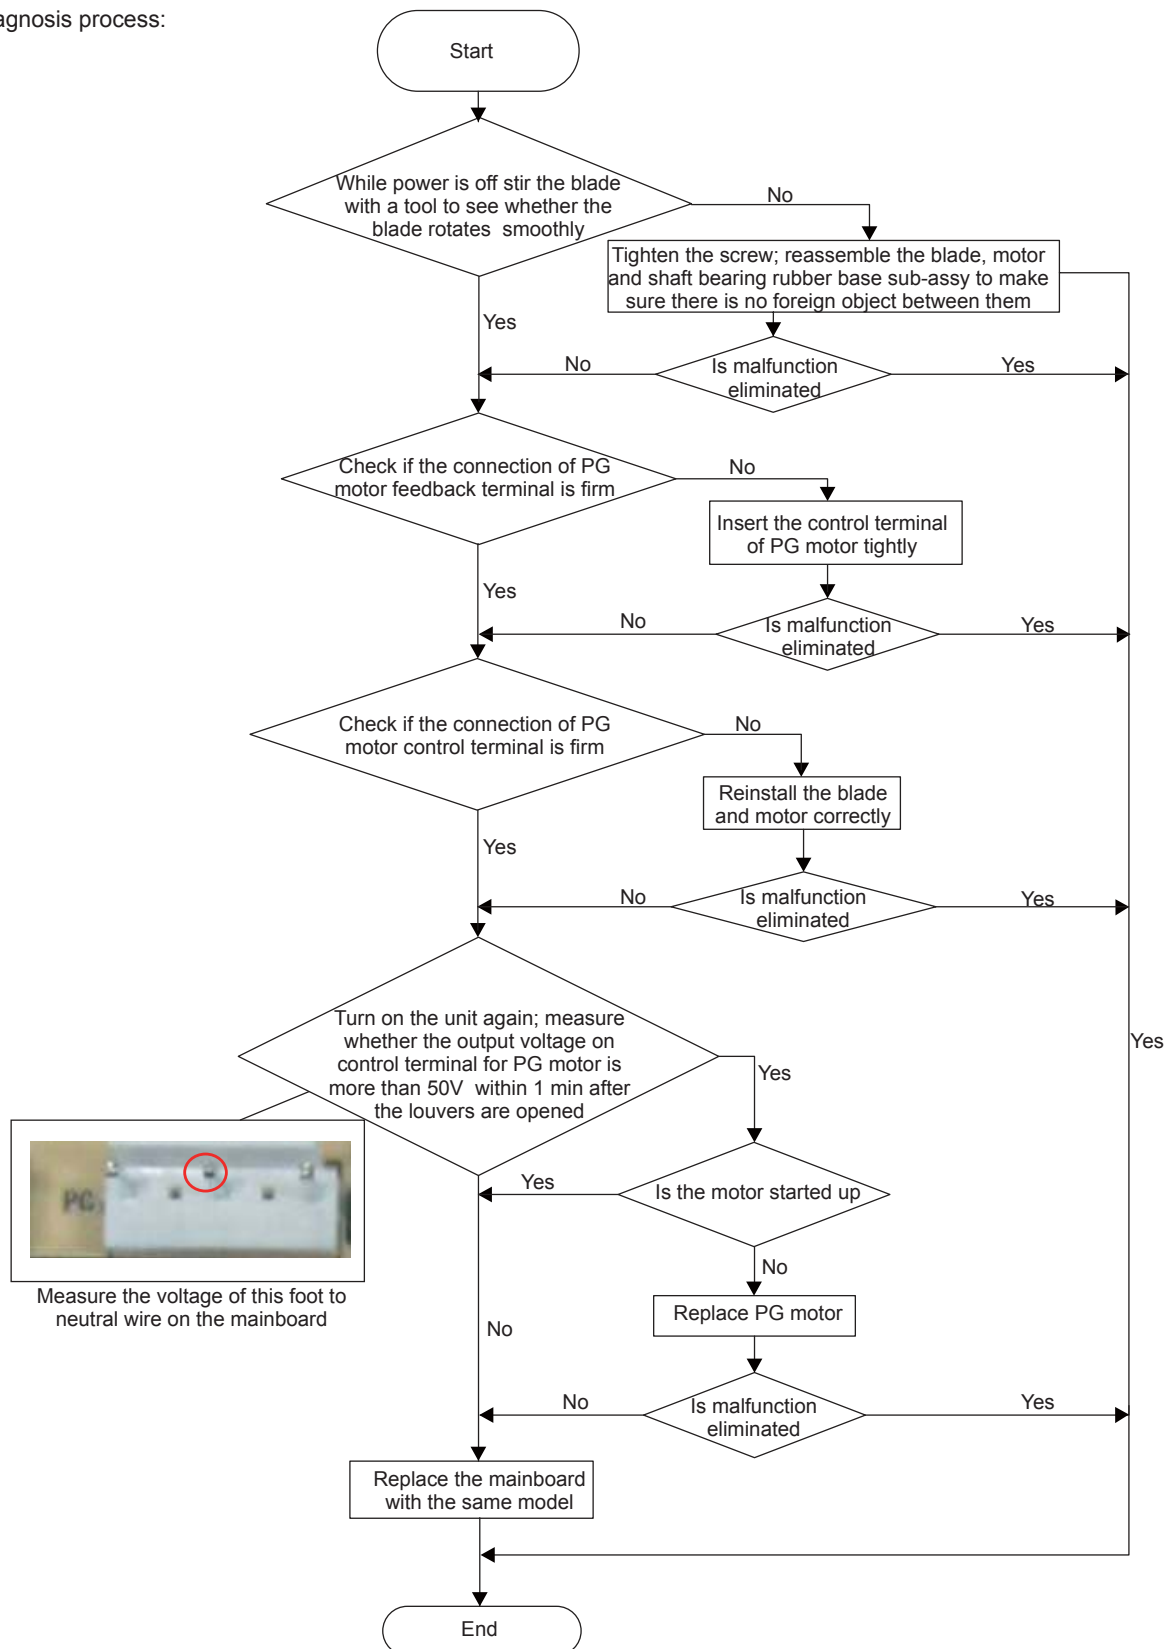 agnosis process:
Start
While power is off stir the blade
with a tool to see whether the
blade rotates smoothly
No
Tighten the screw; reassemble the blade, motor
and shaft bearing rubber base sub-assy to make
sure there is no foreign object between them
Yes
No
Is malfunction
eliminated
Yes
Check if the connection of PG
motor feedback terminal is firm
No
Insert the control terminal
of PG motor tightly
Yes
No
Is malfunction
eliminated
Yes
Check if the connection of PG
motor control terminal is firm
No
Reinstall the blade
and motor correctly
Yes
No
Is malfunction
eliminated
Yes
Turn on the unit again; measure
whether the output voltage on
control terminal for PG motor is
more than 50V within 1 min after
the louvers are opened
Yes
Yes
PG
Yes
Is the motor started up
Measure the voltage of this foot to
neutral wire on the mainboard
No
No
Replace PG motor
No
Is malfunction
eliminated
Yes
Replace the mainboard
with the same model
End